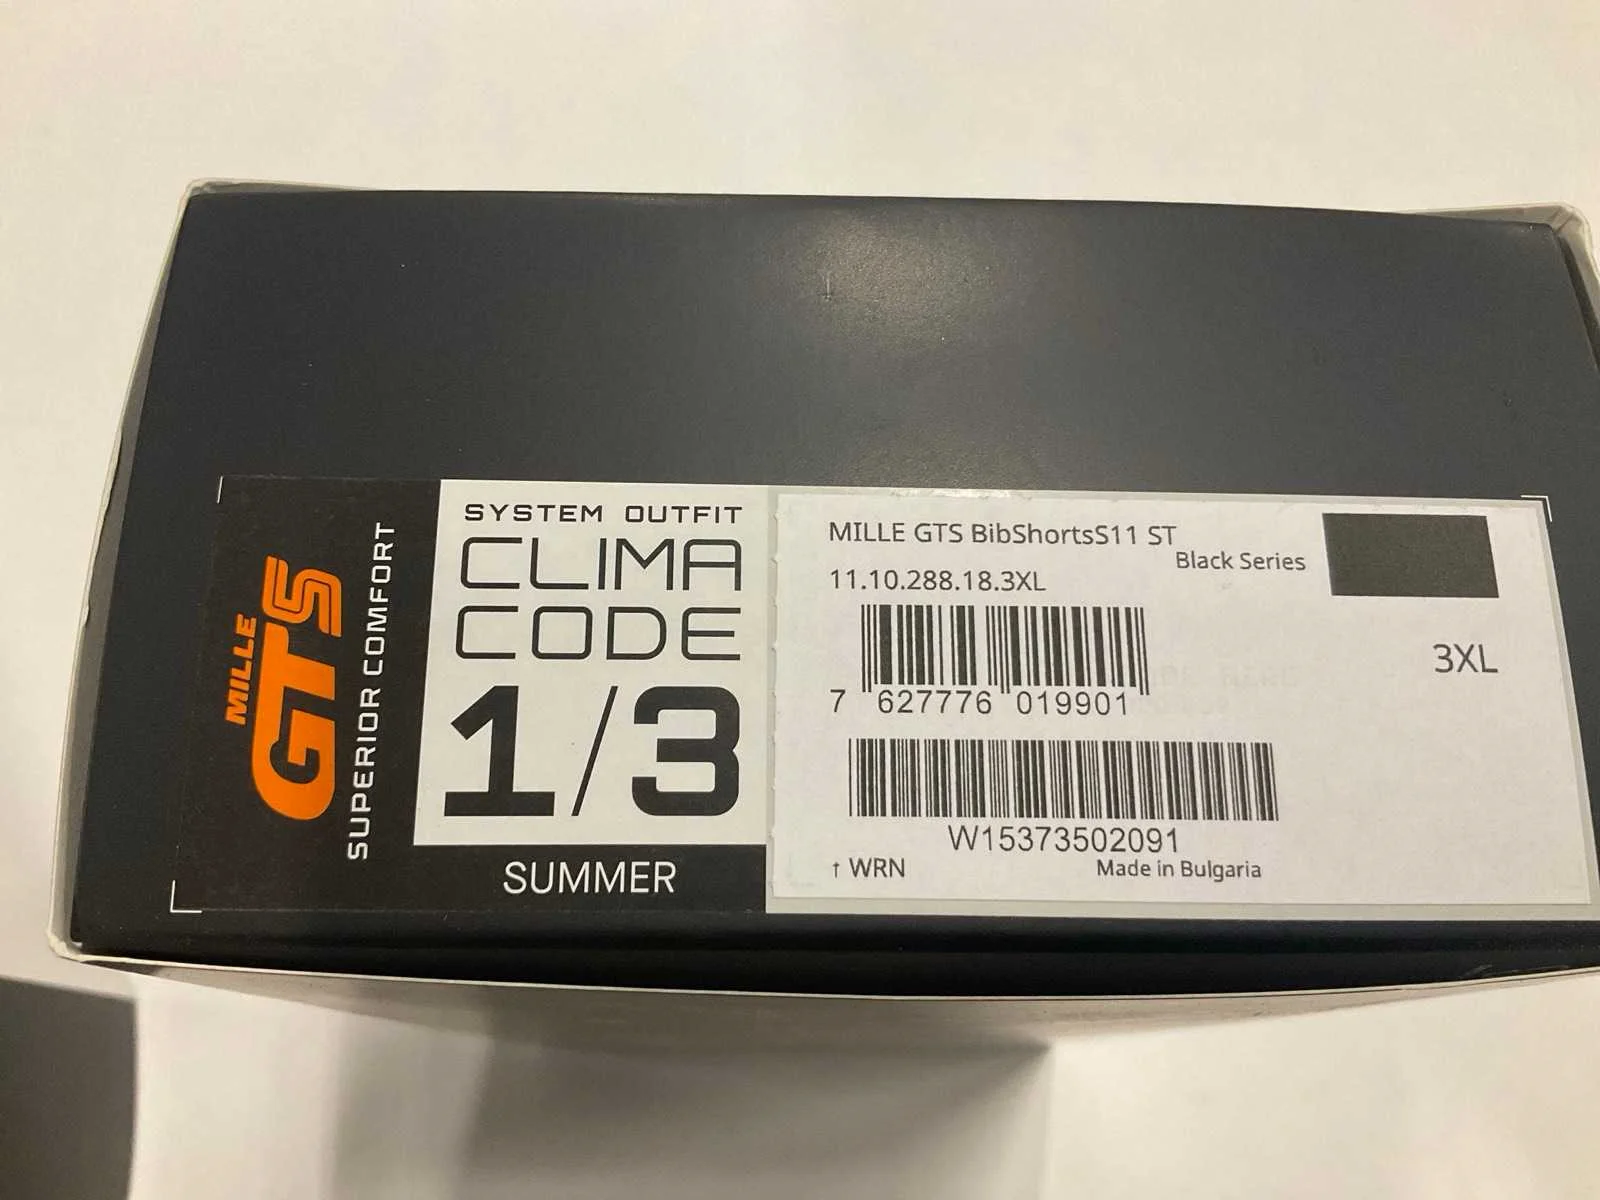 MILLE
GTS
SUPERIOR COMFORT
SYSTEM OUTFIT
CLIMA
CODE
1/3
SUMMER
MILLE GTS BibShortsS11 ST
Black Series
11.10.288.18.3XL
7 627776 019901
3XL
W15373502091
↑ WRN
Made in Bulgaria